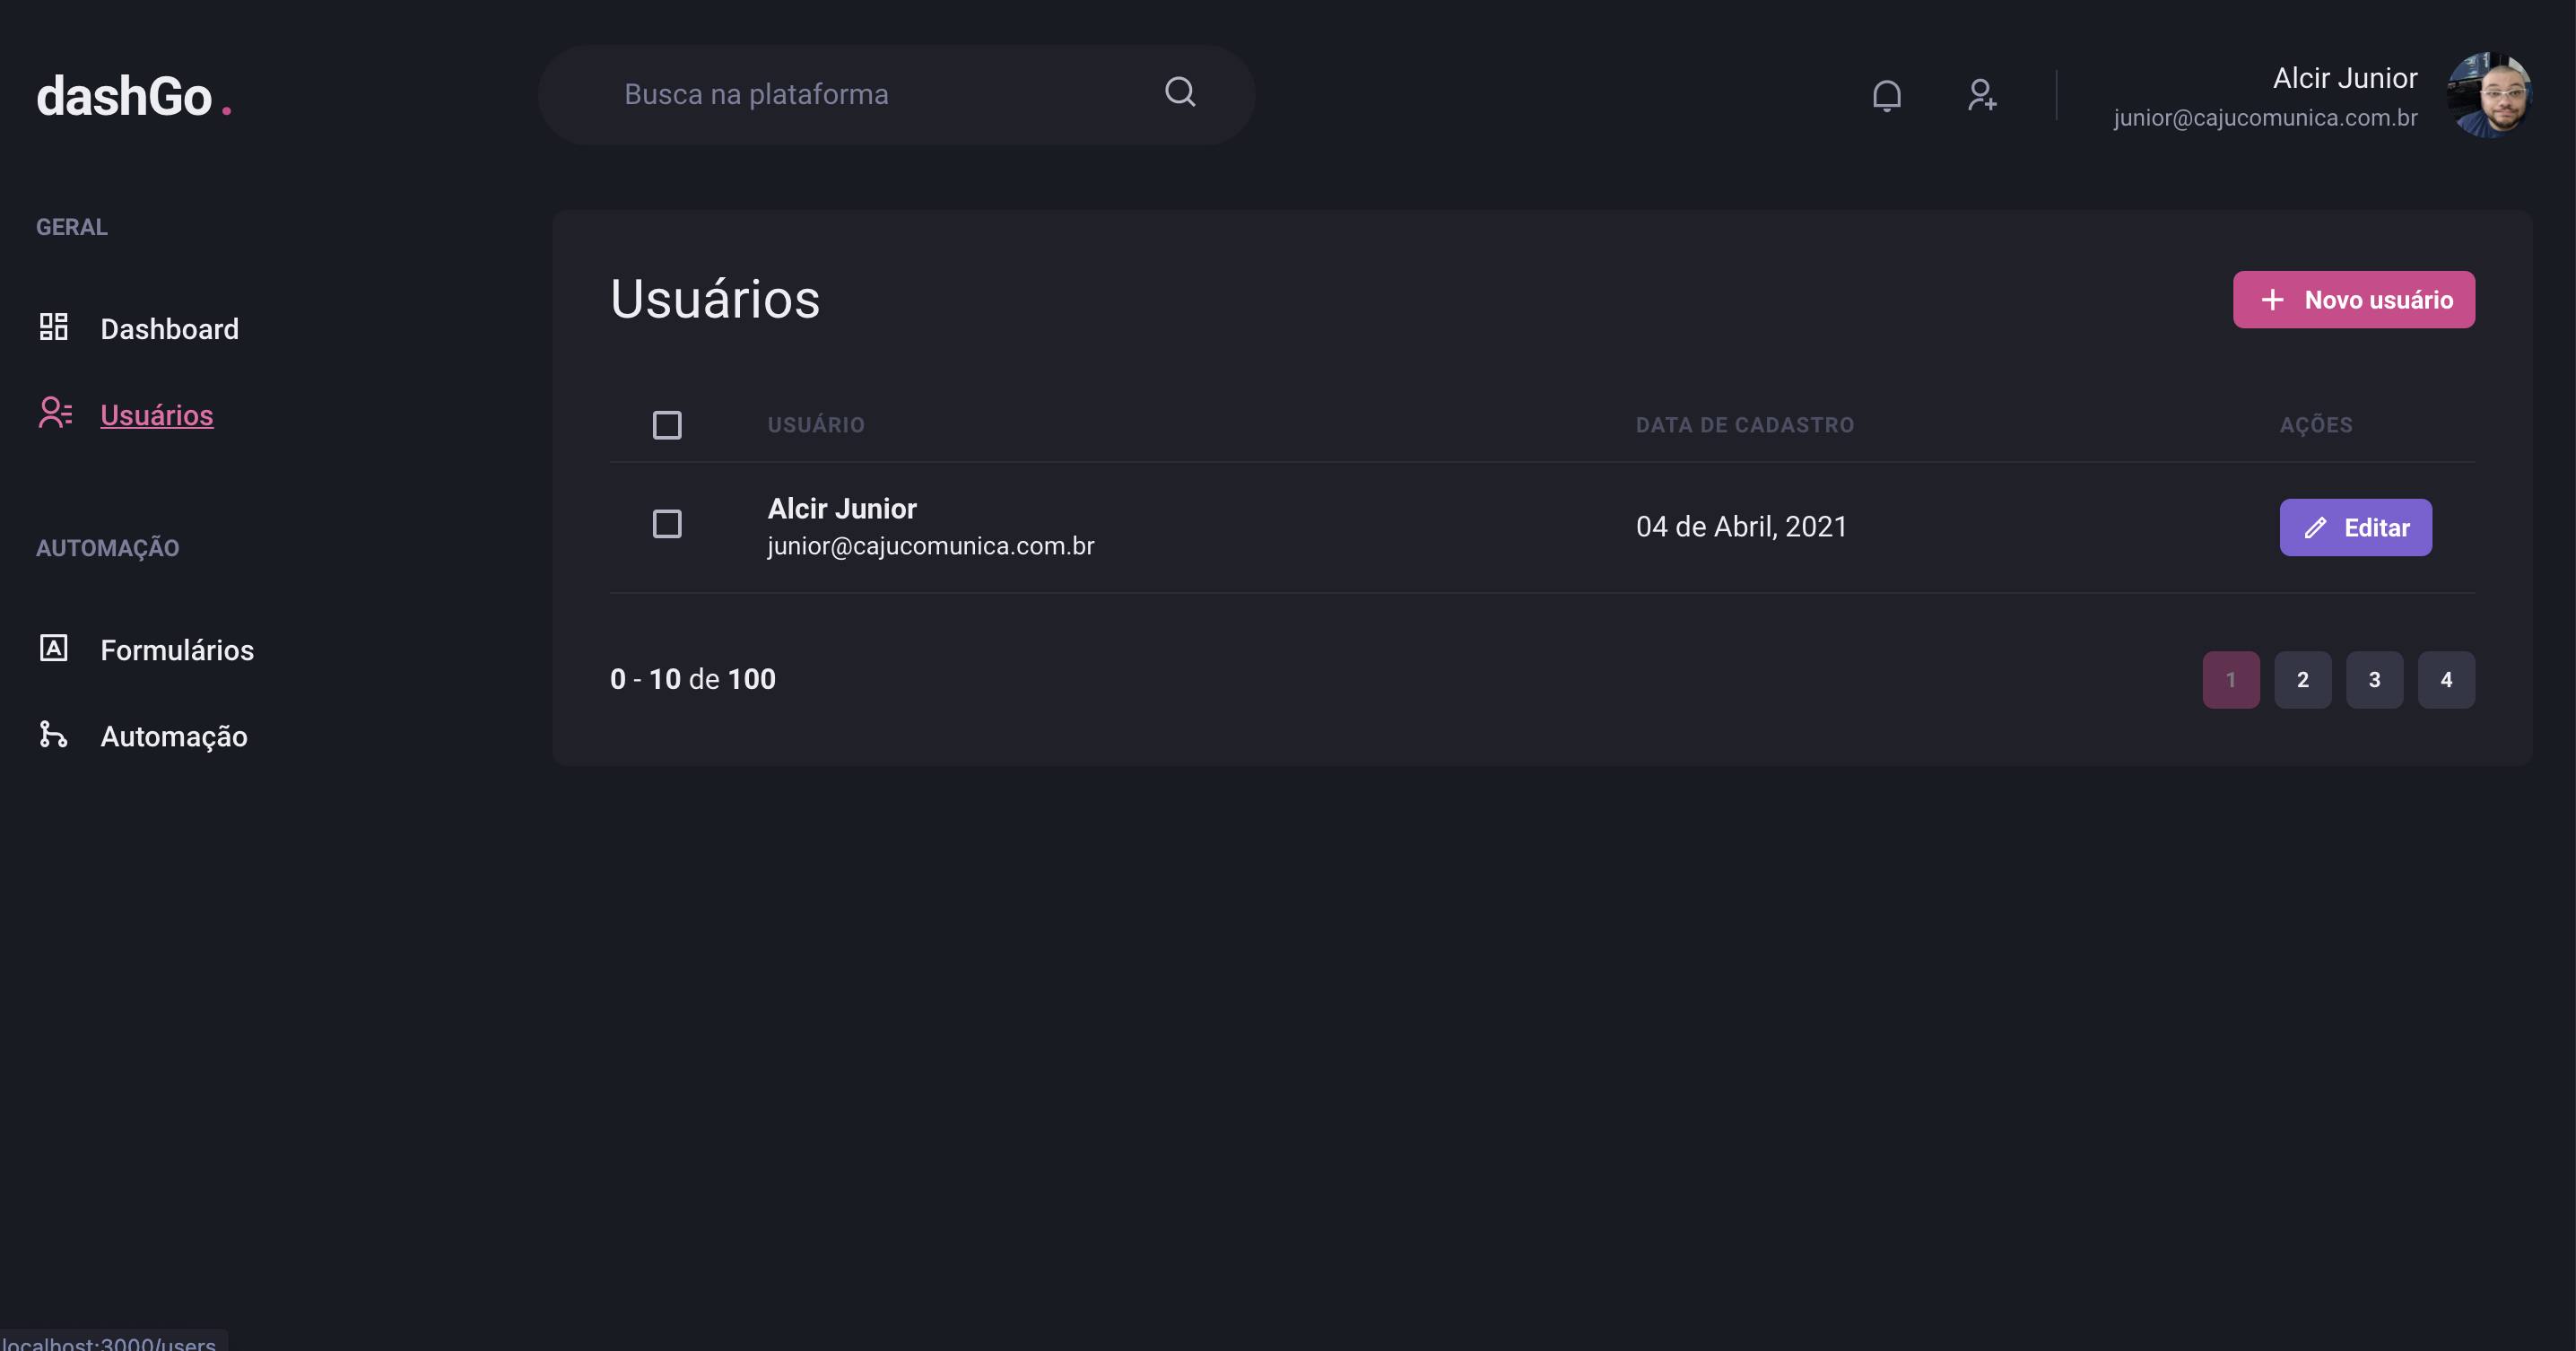 dashGo.
Busca na plataforma
Alcir Junior
junior@cajucomunica.com.br
GERAL
Dashboard
Usuários
AUTOMAÇÃO
Formulários
Automação
Usuários
Novo usuário
USUÁRIO DATA DE CADASTRO AÇÕES
Alcir Junior
junior@cajucomunica.com.br
04 de Abril, 2021
Editar
0 - 10 de 100
1 2 3 4
localhost:3000/users